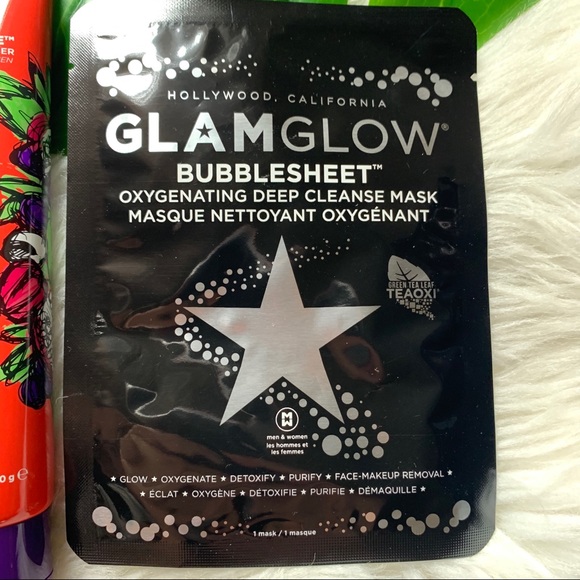 HOLLYWOOD, CALIFORNIA
GLAMGLOW®
BUBBLESHEET™
OXYGENATING DEEP CLEANSE MASK
MASQUE NETTOYANT OXYGÉNANT
GREEN TEA LEAF
TEAOXI
men & women
les hommes et
les femmes
★ GLOW ★ OXYGENATE ★ DETOXIFY ★ PURIFY ★ FACE-MAKEUP REMOVAL ★
★ ÉCLAT ★ OXYGÈNE ★ DÉTOXIFIE ★ PURIFIE ★ DÉMAQUILLE ★
1 mask / 1 masque